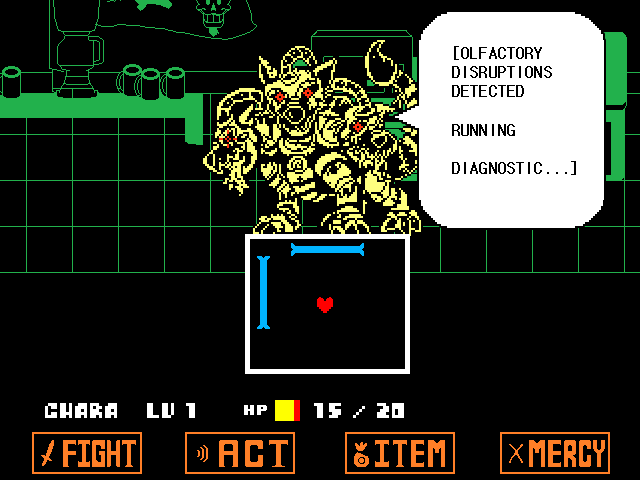 [OLFACTORY
DISRUPTIONS
DETECTED
RUNNING
DIAGNOSTIC...]
CHARA LV 1 HP 15 / 20
FIGHT ACT ITEM MERCY